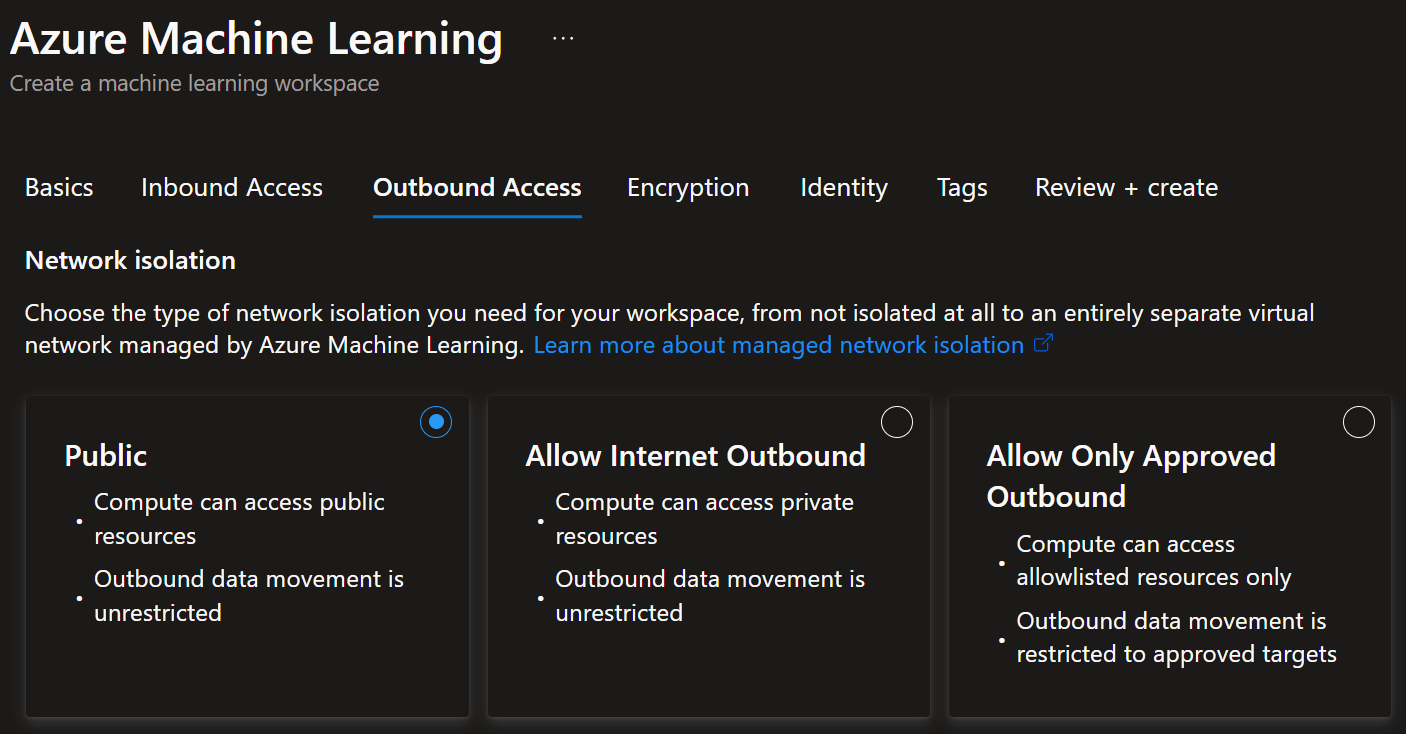 Azure Machine Learning ...
Create a machine learning workspace
Basics Inbound Access Outbound Access Encryption Identity Tags Review + create
Network isolation
Choose the type of network isolation you need for your workspace, from not isolated at all to an entirely separate virtual
network managed by Azure Machine Learning. Learn more about managed network isolation
Public
• Compute can access public
resources
• Outbound data movement is
unrestricted
Allow Internet Outbound
• Compute can access private
resources
• Outbound data movement is
unrestricted
Allow Only Approved
Outbound
• Compute can access
allowlisted resources only
• Outbound data movement is
restricted to approved targets